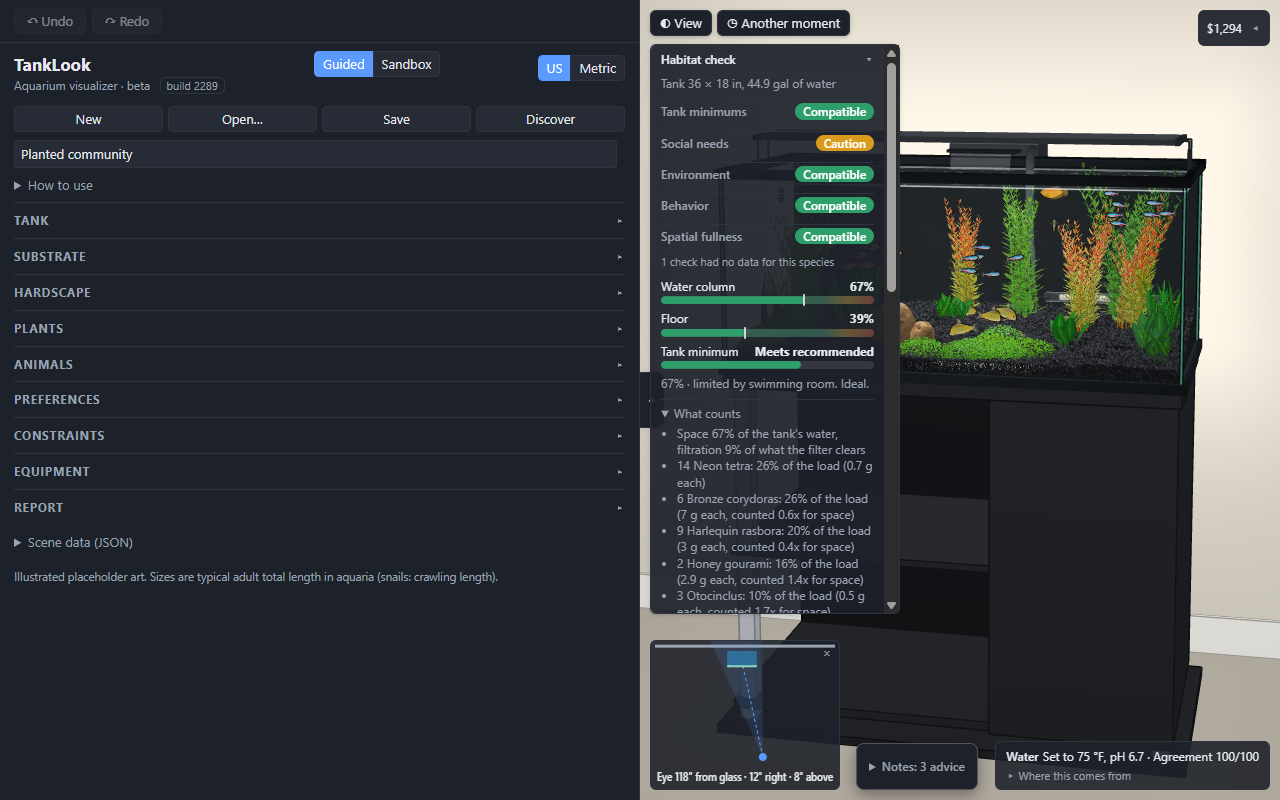 Undo
Redo
TankLook
Aquarium visualizer · beta
build 2289
Guided
Sandbox
US
Metric
New
Open...
Save
Discover
Planted community
How to use
TANK
SUBSTRATE
HARDSCAPE
PLANTS
ANIMALS
PREFERENCES
CONSTRAINTS
EQUIPMENT
REPORT
Scene data (JSON)
Illustrated placeholder art. Sizes are typical adult total length in aquaria (snails: crawling length).
View
Another moment
$1,294
Habitat check
Tank 36 × 18 in, 44.9 gal of water
Tank minimums Compatible
Social needs Caution
Environment Compatible
Behavior Compatible
Spatial fullness Compatible
1 check had no data for this species
Water column 67%
Floor 39%
Tank minimum Meets recommended
67% · limited by swimming room. Ideal.
What counts
• Space 67% of the tank's water,
filtration 9% of what the filter clears
• 14 Neon tetra: 26% of the load (0.7 g
each)
• 6 Bronze corydoras: 26% of the load
(7 g each, counted 0.6x for space)
• 9 Harlequin rasbora: 20% of the load
(3 g each, counted 0.4x for space)
• 2 Honey gourami: 16% of the load
(2.9 g each, counted 1.4x for space)
• 3 Otocinclus: 10% of the load (0.5 g
each, counted 1.7x for space)
Eye 118" from glass · 12° right · 8° above
Notes: 3 advice
Water Set to 75 °F, pH 6.7 · Agreement 100/100
Where this comes from